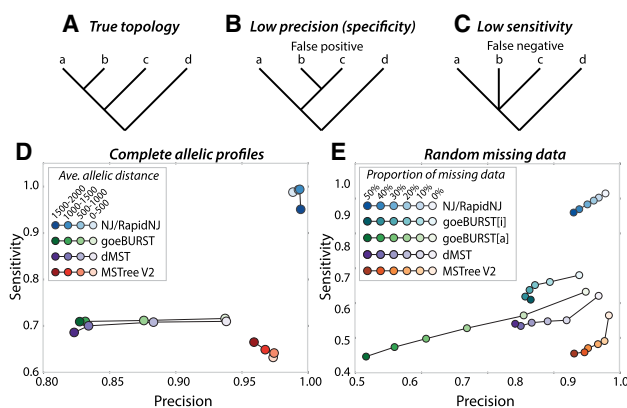 A True topology
a b c d
B Low precision (specificity)
False positive
a b c d
C Low sensitivity
False negative
a b c d
D Complete allelic profiles
Ave. allelic distance
1500-2000
1000-1500
500-1000
0-500
NJ/RapidNJ
goeBURST
dMST
MSTree V2
Sensitivity
1.0
0.9
0.8
0.7
0.6
0.80 0.85 0.90 0.95 1.00
Precision
E Random missing data
Proportion of missing data
50% 40% 30% 20% 10% 0%
NJ/RapidNJ
goeBURST[i]
goeBURST[a]
dMST
MSTree V2
Sensitivity
1.0
0.9
0.8
0.7
0.6
0.5
0.4
0.5 0.6 0.7 0.8 0.9 1.0
Precision